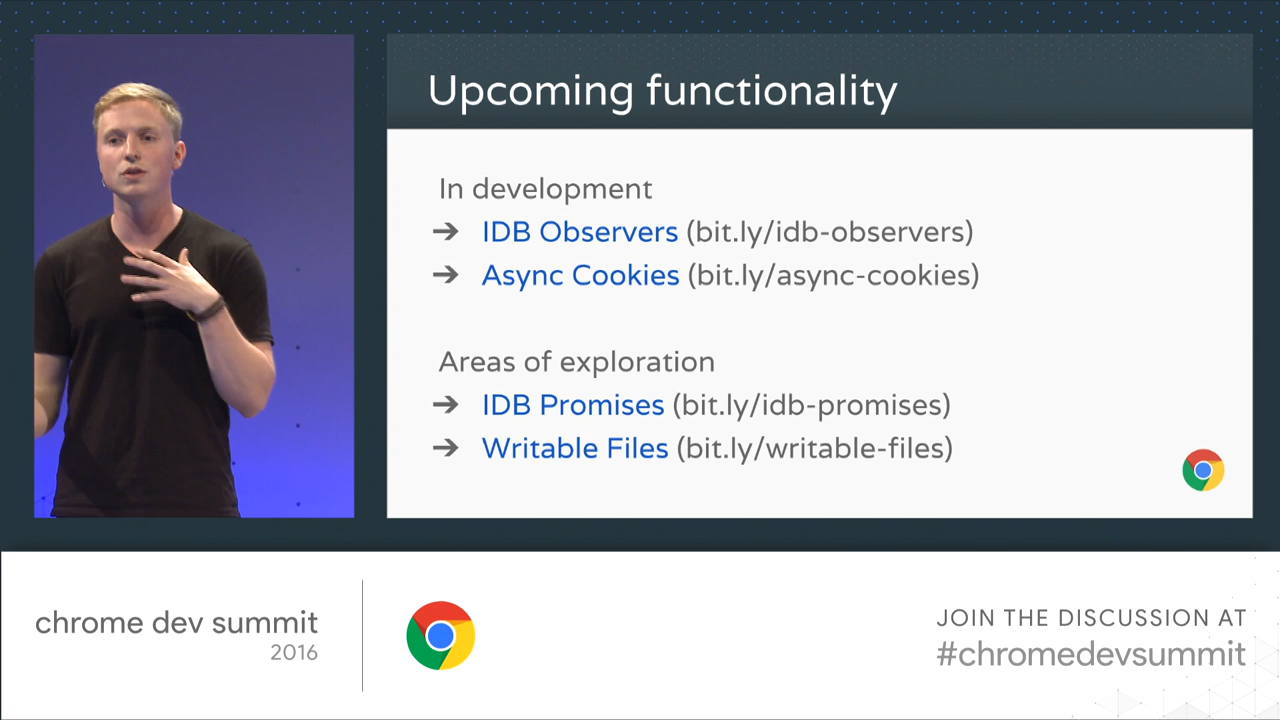 Upcoming functionality
In development
➔ IDB Observers (bit.ly/idb-observers)
➔ Async Cookies (bit.ly/async-cookies)
Areas of exploration
➔ IDB Promises (bit.ly/idb-promises)
➔ Writable Files (bit.ly/writable-files)
chrome dev summit
2016
JOIN THE DISCUSSION AT
#chromedevsummit